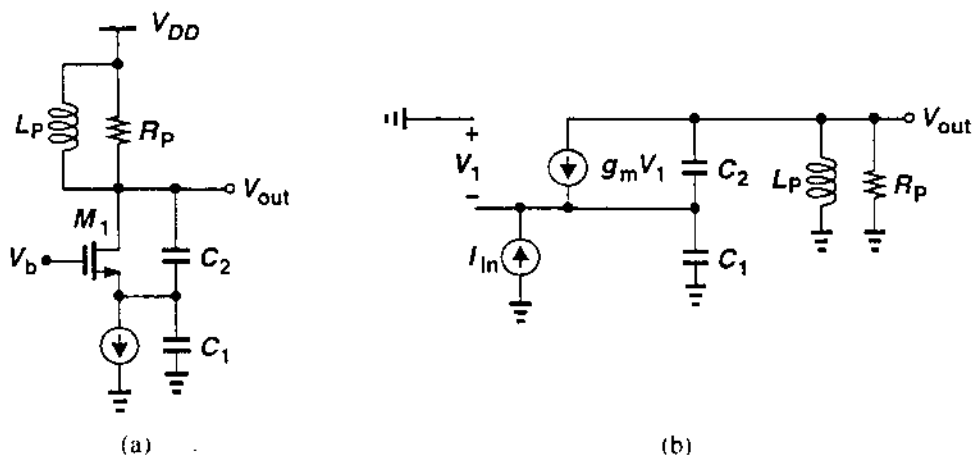 V_DD
L_P
R_P
V_out
M_1
V_b
C_2
C_1
(a)
V_out
+
V_1
−
g_m V_1
C_2
L_P
R_P
I_in
C_1
(b)